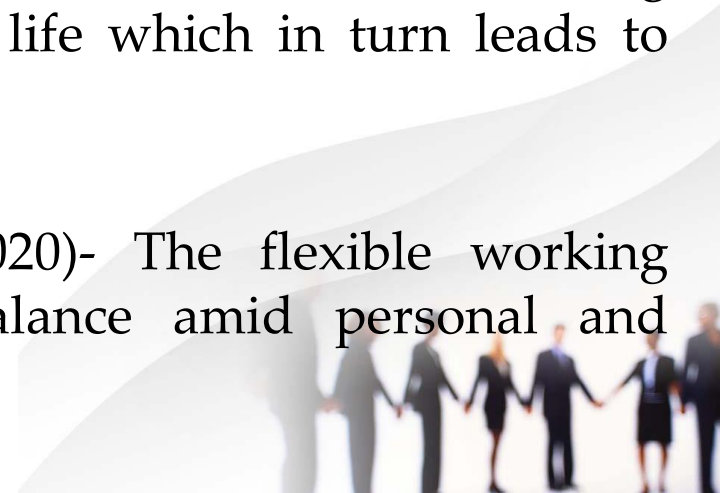 life which in turn leads to
020)- The flexible working
alance amid personal and